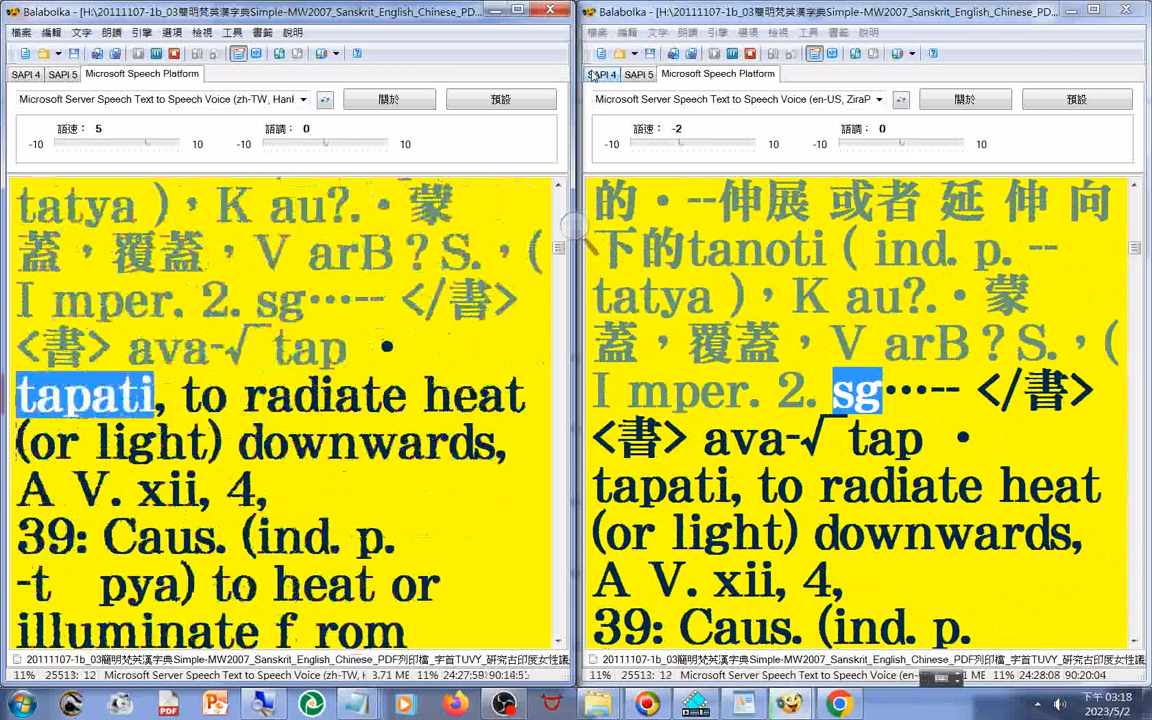 Balabolka - [H:\20111107-1b_03簡明梵英漢字典Simple-MW2007_Sanskrit_English_Chinese_PD...
檔案 編輯 文字 朗讀 引擎 選項 檢視 工具 書籤 說明
SAPI 4 SAPI 5 Microsoft Speech Platform
Microsoft Server Speech Text to Speech Voice (zh-TW, HanH
關於 預設
語速： 5 語調： 0
-10 10 -10 10
tatya )，K au?.‧蒙
蓋，覆蓋，V arB？S.，(
I mper. 2. sg…-- </書>
<書> ava-√ tap •
tapati, to radiate heat
(or light) downwards,
A V. xii, 4,
39: Caus. (ind. p.
-t pya) to heat or
illuminate f rom
20111107-1b_03簡明梵英漢字典Simple-MW2007_Sanskrit_English_Chinese_PDF列印檔_字首TUVY_研究古印度女性議
11% 25513: 12 Microsoft Server Speech Text to Speech Voice (zh-TW, H 3.71 ME 11% 24:27:59 90:14:51
Balabolka - [H:\20111107-1b_03簡明梵英漢字典Simple-MW2007_Sanskrit_English_Chinese_PD...
檔案 編輯 文字 朗讀 引擎 選項 檢視 工具 書籤 說明
SAPI 4 SAPI 5 Microsoft Speech Platform
Microsoft Server Speech Text to Speech Voice (en-US, ZiraP
關於 預設
語速： -2 語調： 0
-10 10 -10 10
的‧--伸展 或者 延 伸 向
下的tanoti ( ind. p. --
tatya )，K au?.‧蒙
蓋，覆蓋，V arB？S.，(
I mper. 2. sg…-- </書>
<書> ava-√ tap •
tapati, to radiate heat
(or light) downwards,
A V. xii, 4,
39: Caus. (ind. p.
20111107-1b_03簡明梵英漢字典Simple-MW2007_Sanskrit_English_Chinese_PDF列印檔_字首TUVY_研究古印度女性議
11% 25513: 12 Microsoft Server Speech Text to Speech Voice 11% 24:28:08 90:20:04
下午 03:18
2023/5/2